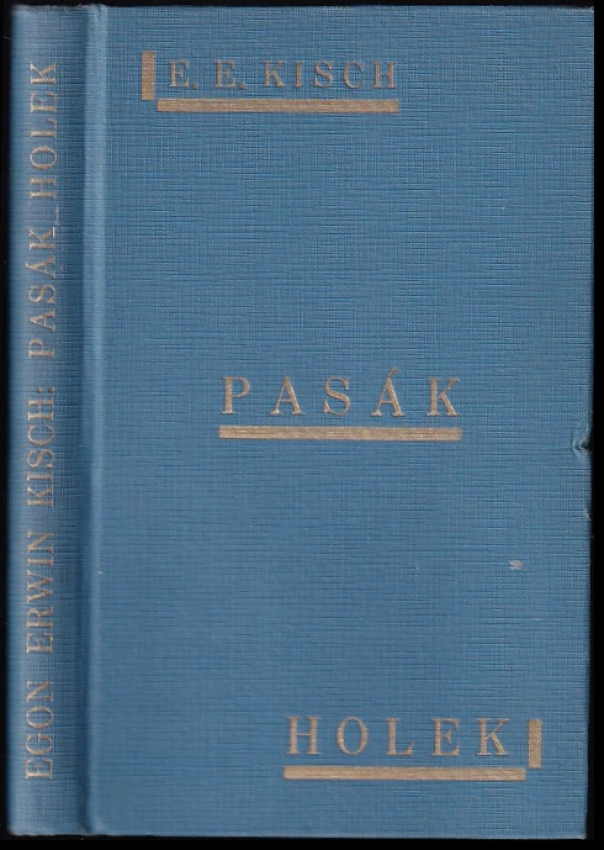 EGON ERWIN KISCH: PASÁK HOLEK
E. E. KISCH
PASÁK
HOLEK